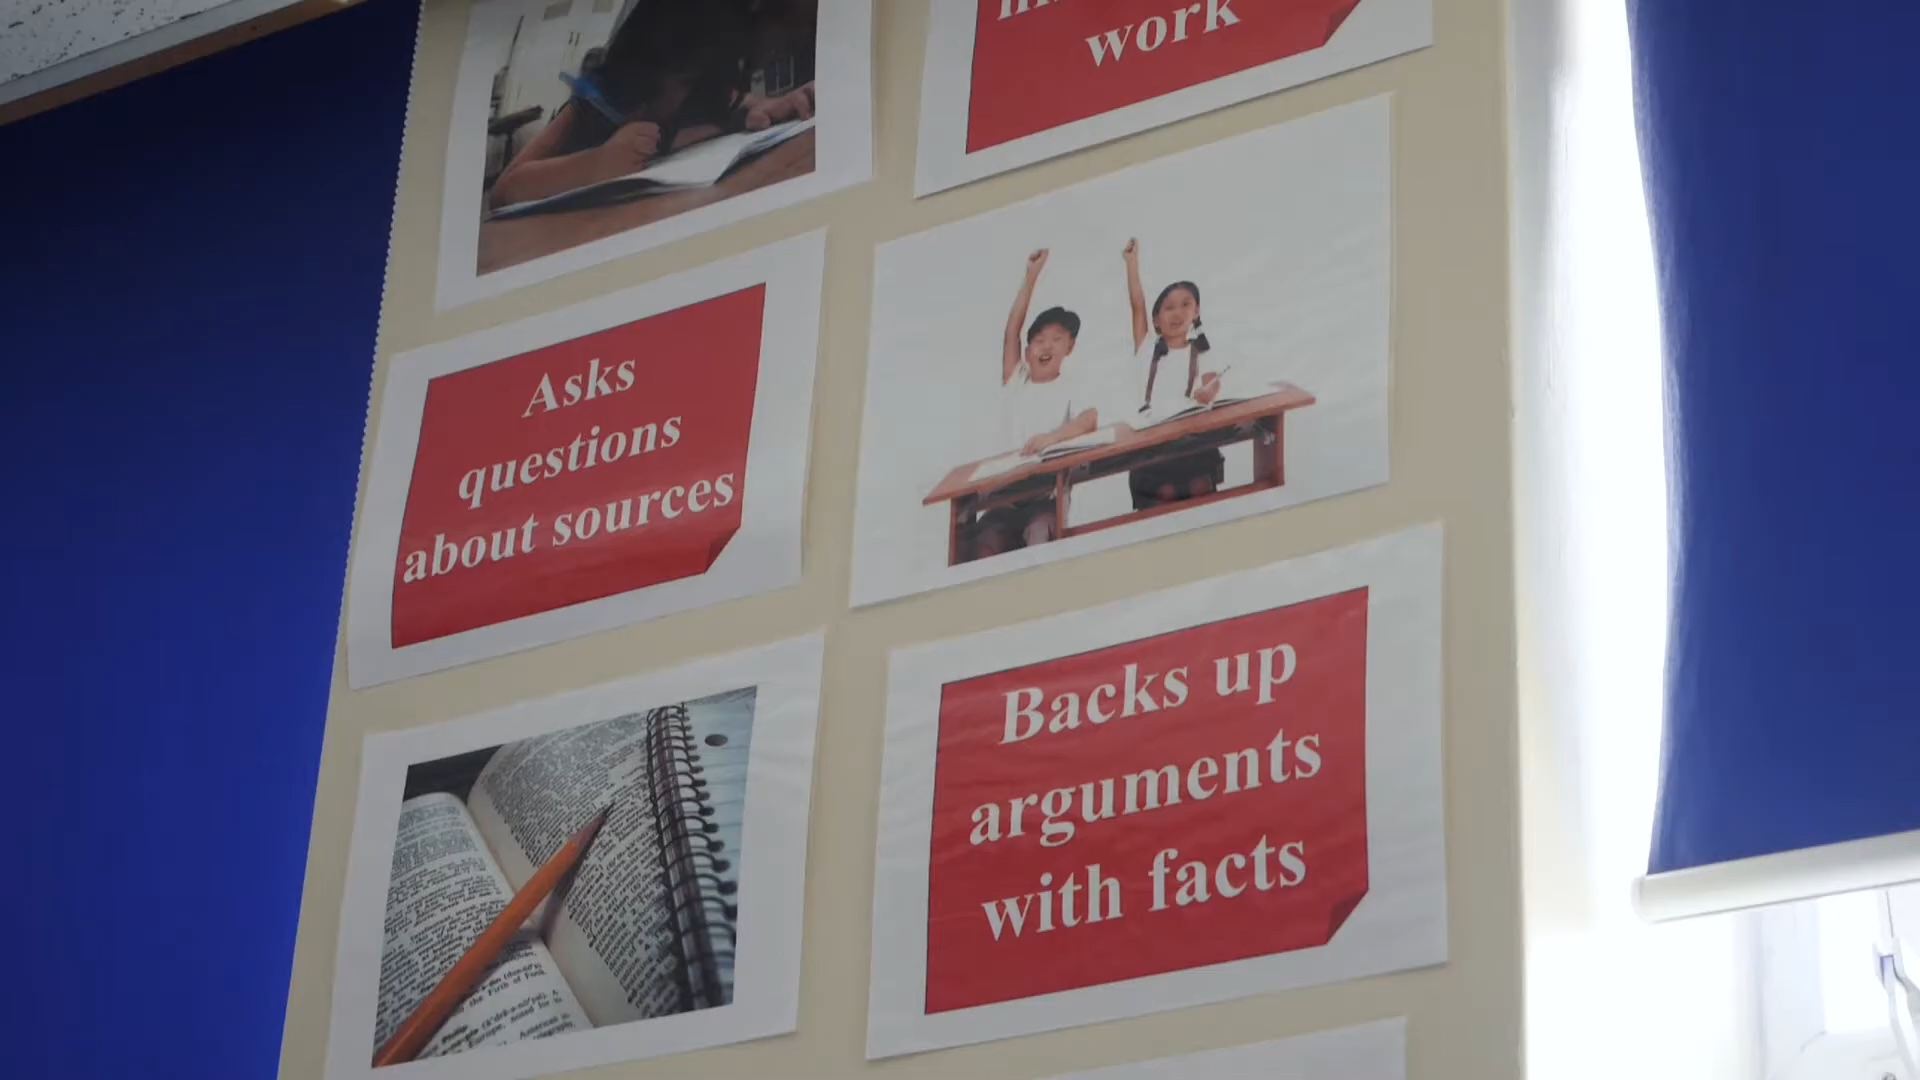 work
Asks
questions
about sources
Backs up
arguments
with facts